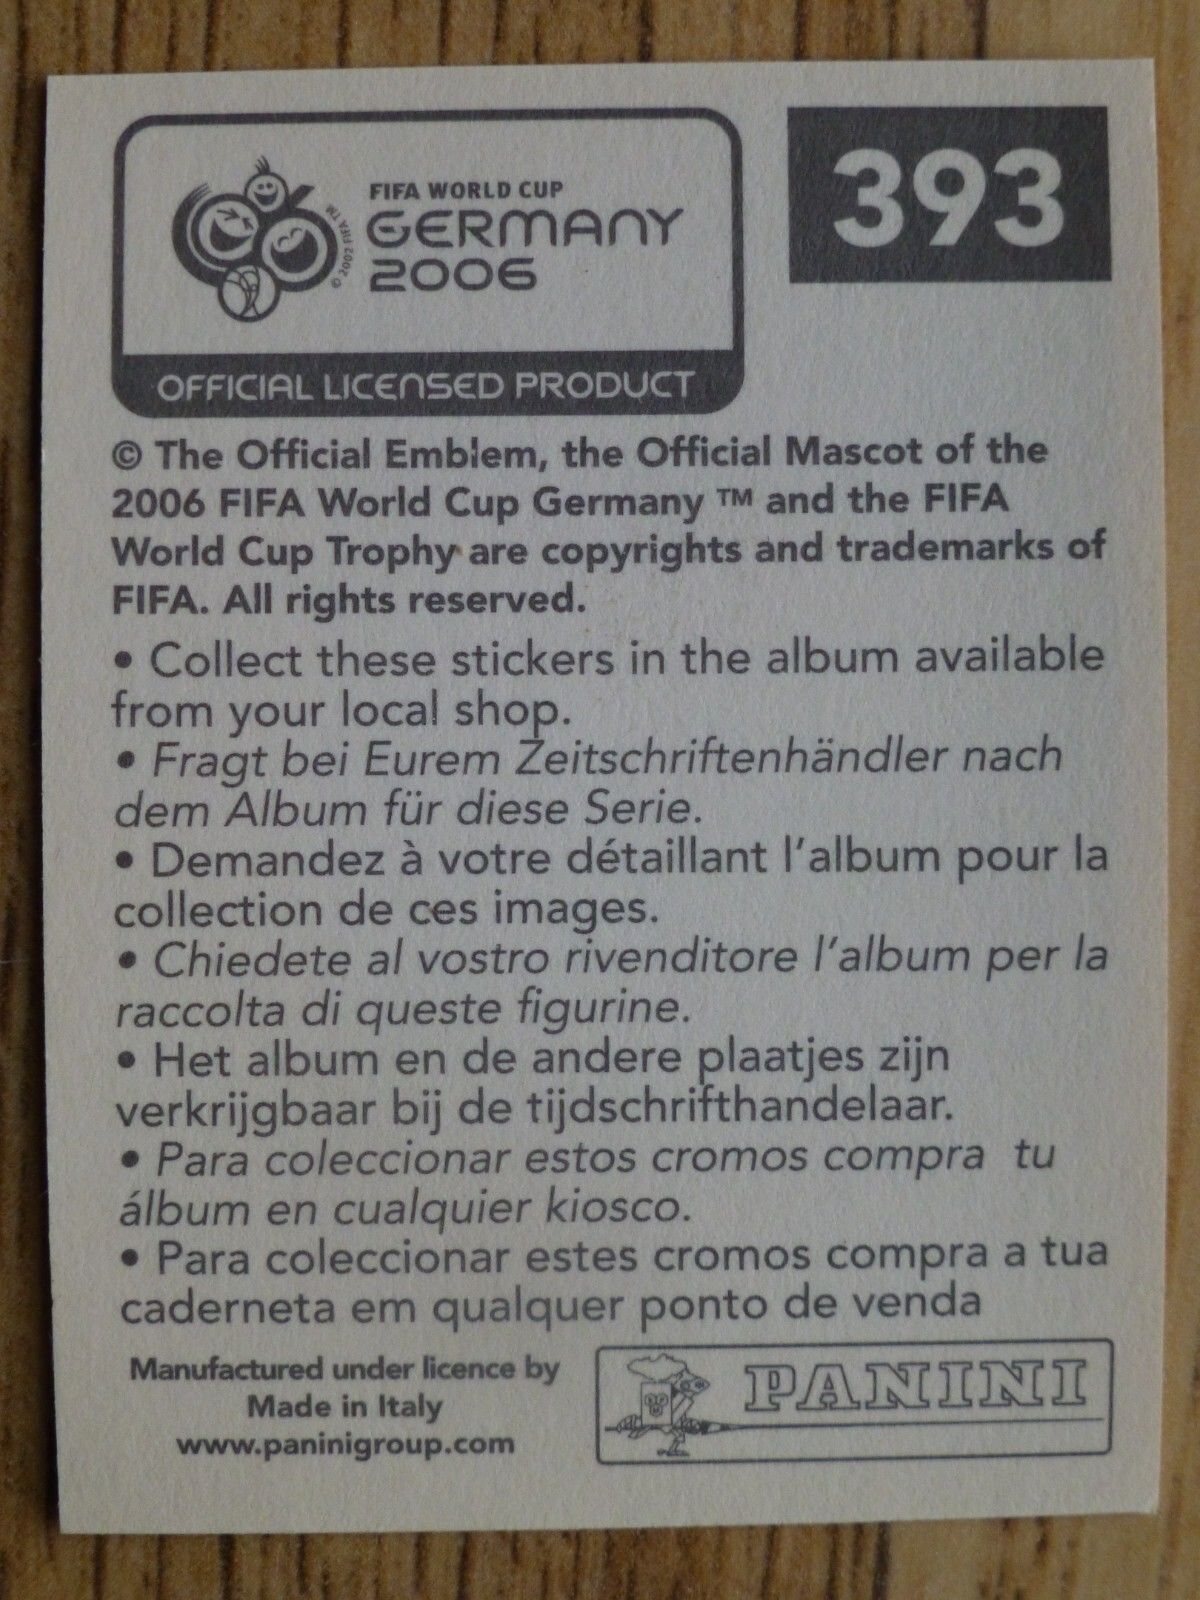 393
© 2002 FIFA TM
FIFA WORLD CUP
GERMANY
2006
OFFICIAL LICENSED PRODUCT
© The Official Emblem, the Official Mascot of the
2006 FIFA World Cup Germany ™ and the FIFA
World Cup Trophy are copyrights and trademarks of
FIFA. All rights reserved.
• Collect these stickers in the album available
from your local shop.
• Fragt bei Eurem Zeitschriftenhändler nach
dem Album für diese Serie.
• Demandez à votre détaillant l'album pour la
collection de ces images.
• Chiedete al vostro rivenditore l'album per la
raccolta di queste figurine.
• Het album en de andere plaatjes zijn
verkrijgbaar bij de tijdschrifthandelaar.
• Para coleccionar estos cromos compra tu
álbum en cualquier kiosco.
• Para coleccionar estes cromos compra a tua
caderneta em qualquer ponto de venda
Manufactured under licence by
Made in Italy
www.paninigroup.com
PANINI